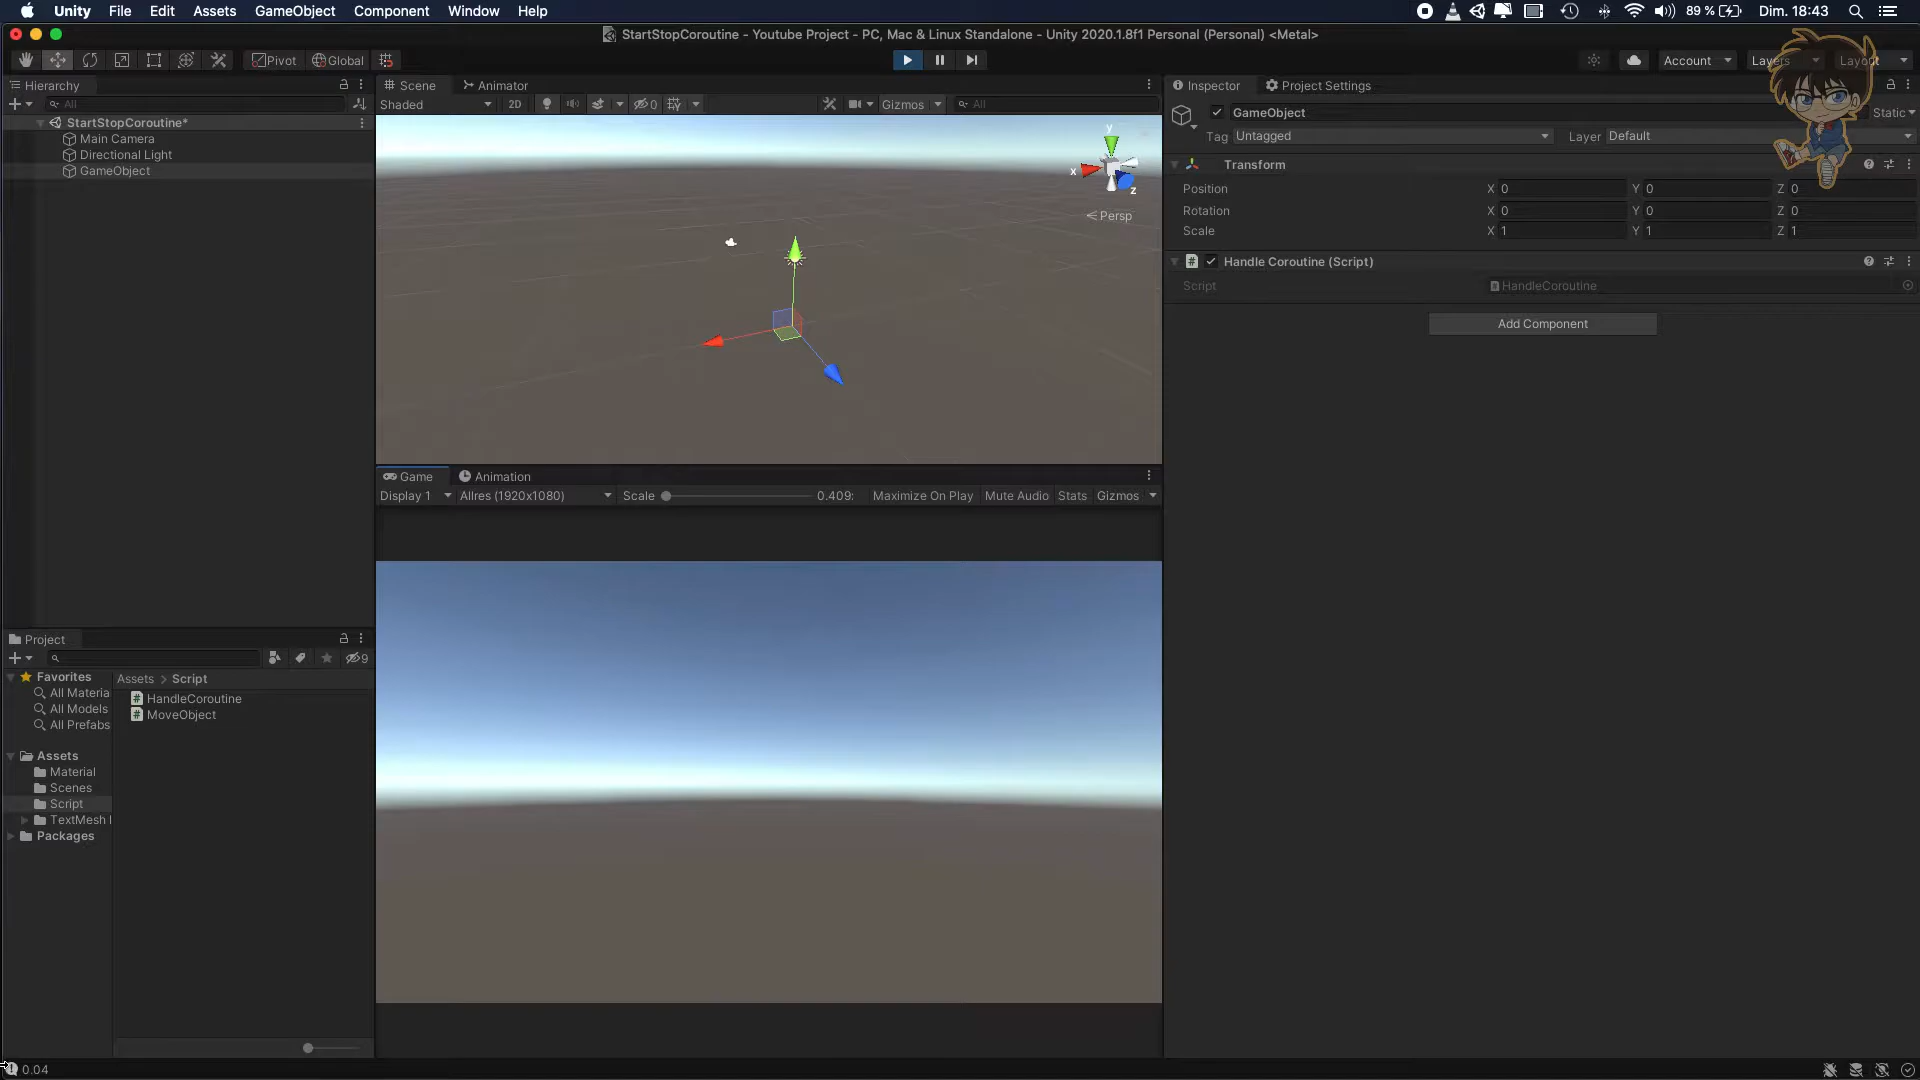 Unity File Edit Assets GameObject Component Window Help 89 % Dim. 18:43
StartStopCoroutine - Youtube Project - PC, Mac & Linux Standalone - Unity 2020.1.8f1 Personal (Personal) <Metal>
Pivot Global Account Layers
Hierarchy
All
StartStopCoroutine*
Main Camera
Directional Light
GameObject
Scene Animator
Shaded 2D 0 Gizmos All
y
x
z
Persp
Game Animation
Display 1 Allres (1920x1080) Scale 0.409: Maximize On Play Mute Audio Stats Gizmos
Inspector Project Settings
GameObject Static
Tag Untagged Layer Default
Transform
Position X 0 Y 0 Z 0
Rotation X 0 Y 0 Z 0
Scale X 1 Y 1 Z 1
Handle Coroutine (Script)
Script HandleCoroutine
Add Component
Project
9
Favorites
All Materia
All Models
All Prefabs
Assets
Material
Scenes
Script
TextMesh
Packages
Assets > Script
HandleCoroutine
MoveObject
0.04